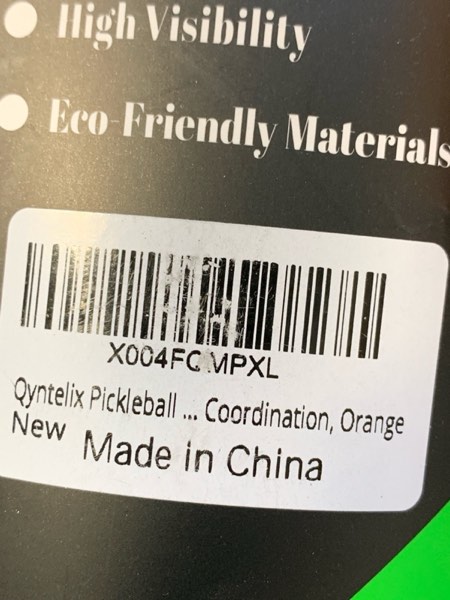 High Visibility
Eco-Friendly Materials
Qyntelix Pickleball ... Coordination, Orange
New Made in China